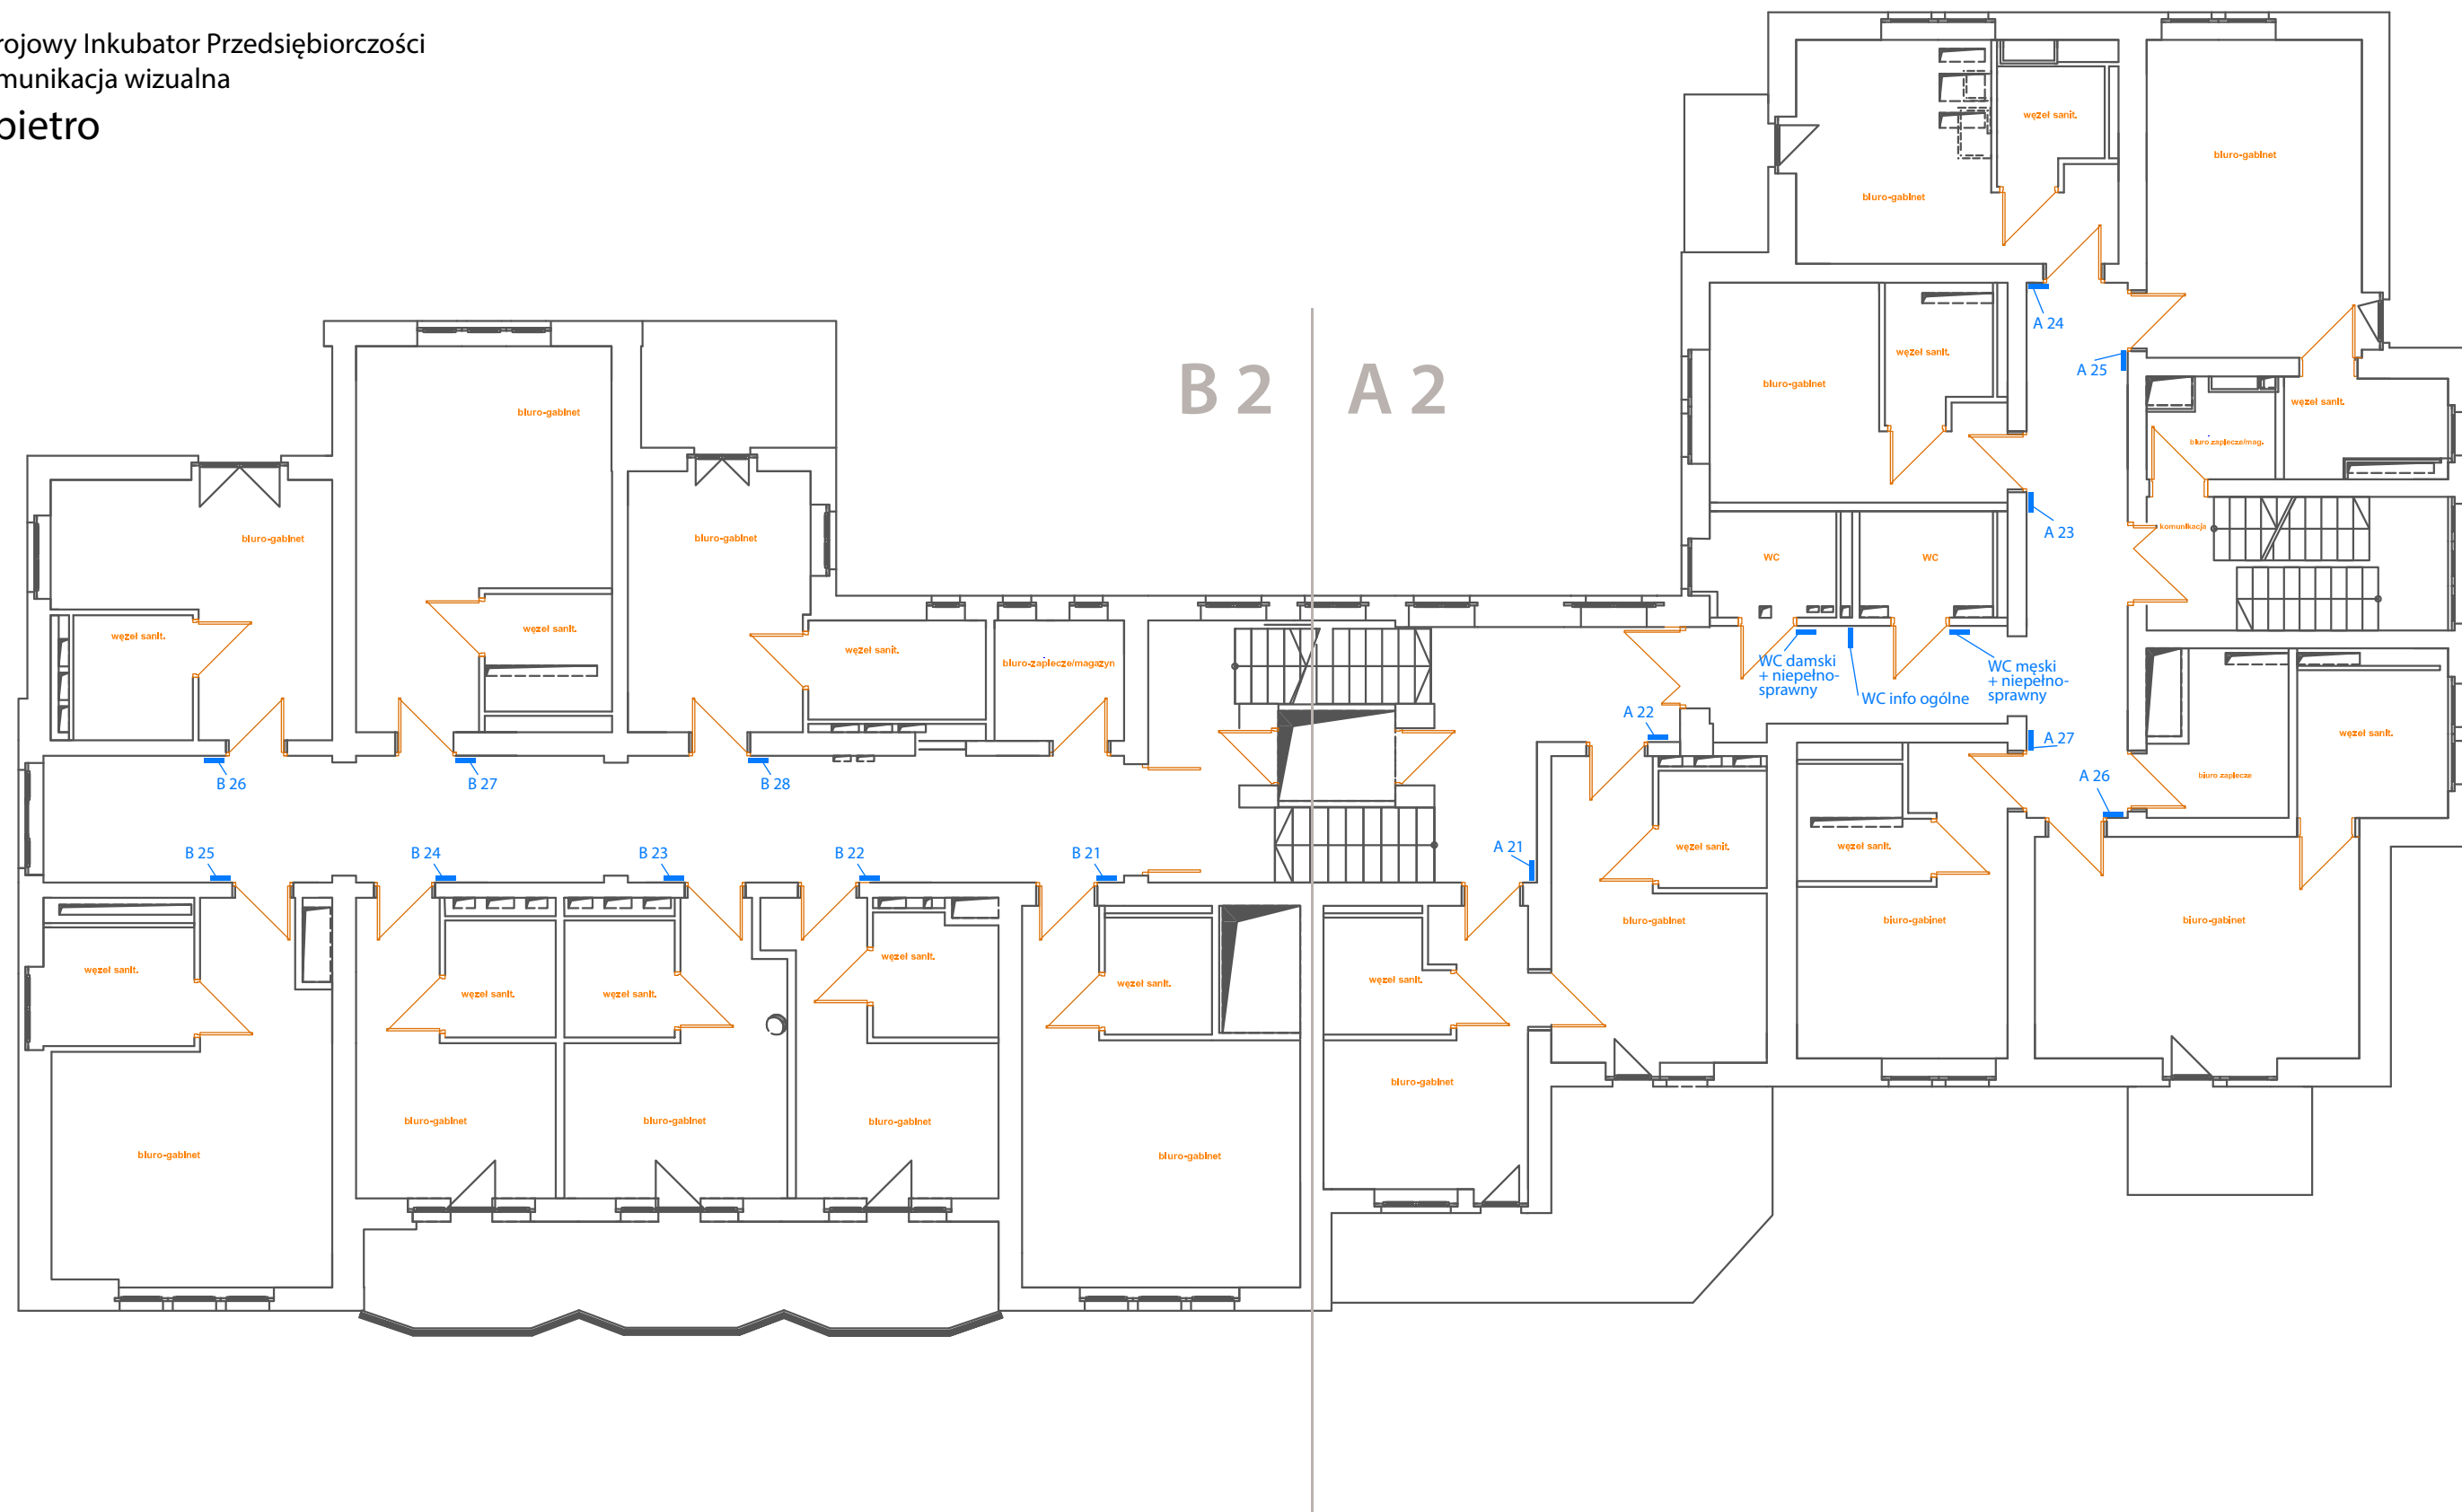 rojowy Inkubator Przedsiębiorczości
munikacja wizualna
pietro
B 2
A 2
węzeł sanit.
biuro-gabinet
biuro-gabinet
A 24
A 25
węzeł sanit.
biuro-gabinet
węzeł sanit.
biuro zaplecze/mag.
biuro-gabinet
komunikacja
A 23
biuro-gabinet
biuro-gabinet
WC
WC
węzeł sanit.
węzeł sanit.
węzeł sanit.
biuro-zaplecze/magazyn
WC damski
+ niepełno-
sprawny
WC info ogólne
WC męski
+ niepełno-
sprawny
A 22
A 27
węzeł sanit.
A 26
biuro zaplecze
B 26
B 27
B 28
B 25
B 24
B 23
B 22
B 21
A 21
węzeł sanit.
węzeł sanit.
biuro-gabinet
biuro-gabinet
biuro-gabinet
węzeł sanit.
węzeł sanit.
węzeł sanit.
węzeł sanit.
węzeł sanit.
węzeł sanit.
biuro-gabinet
biuro-gabinet
biuro-gabinet
biuro-gabinet
biuro-gabinet
biuro-gabinet